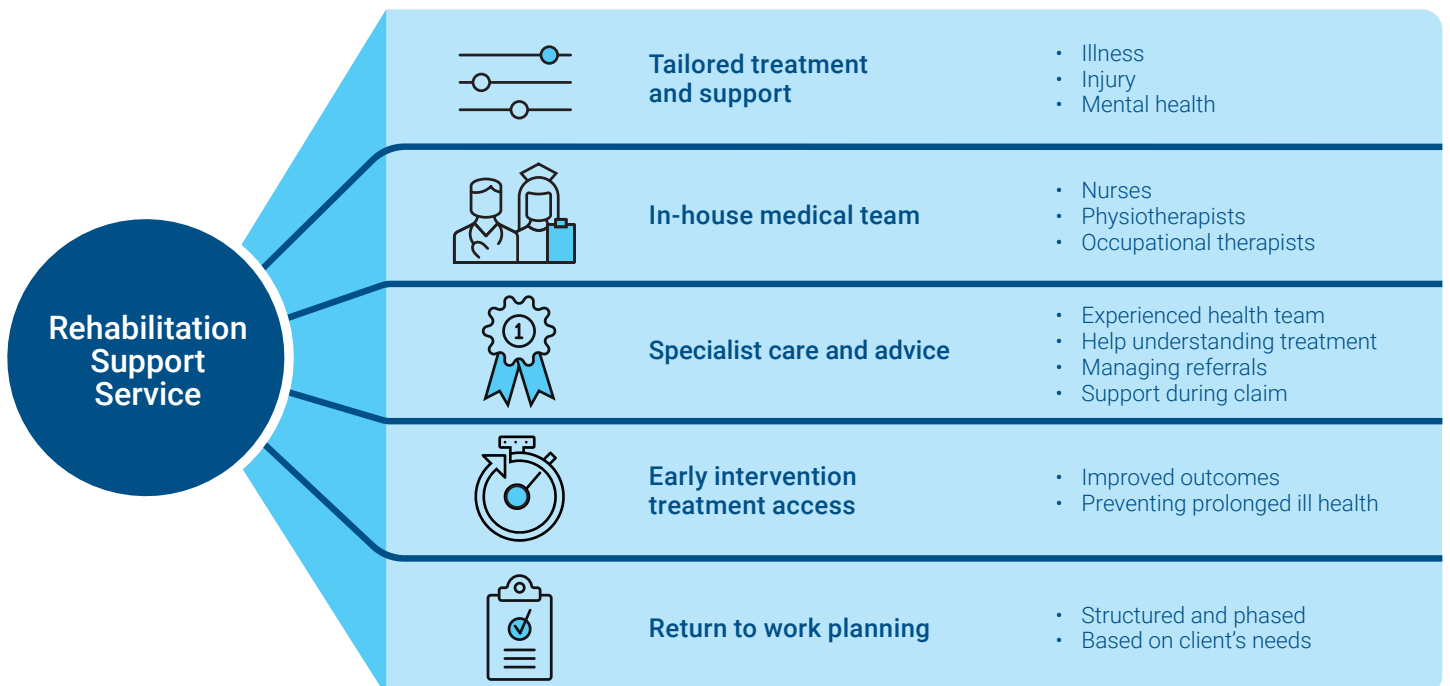 Rehabilitation
Support
Service
Tailored treatment
and support
• Illness
• Injury
• Mental health
In-house medical team
• Nurses
• Physiotherapists
• Occupational therapists
1
Specialist care and advice
• Experienced health team
• Help understanding treatment
• Managing referrals
• Support during claim
Early intervention
treatment access
• Improved outcomes
• Preventing prolonged ill health
Return to work planning
• Structured and phased
• Based on client’s needs